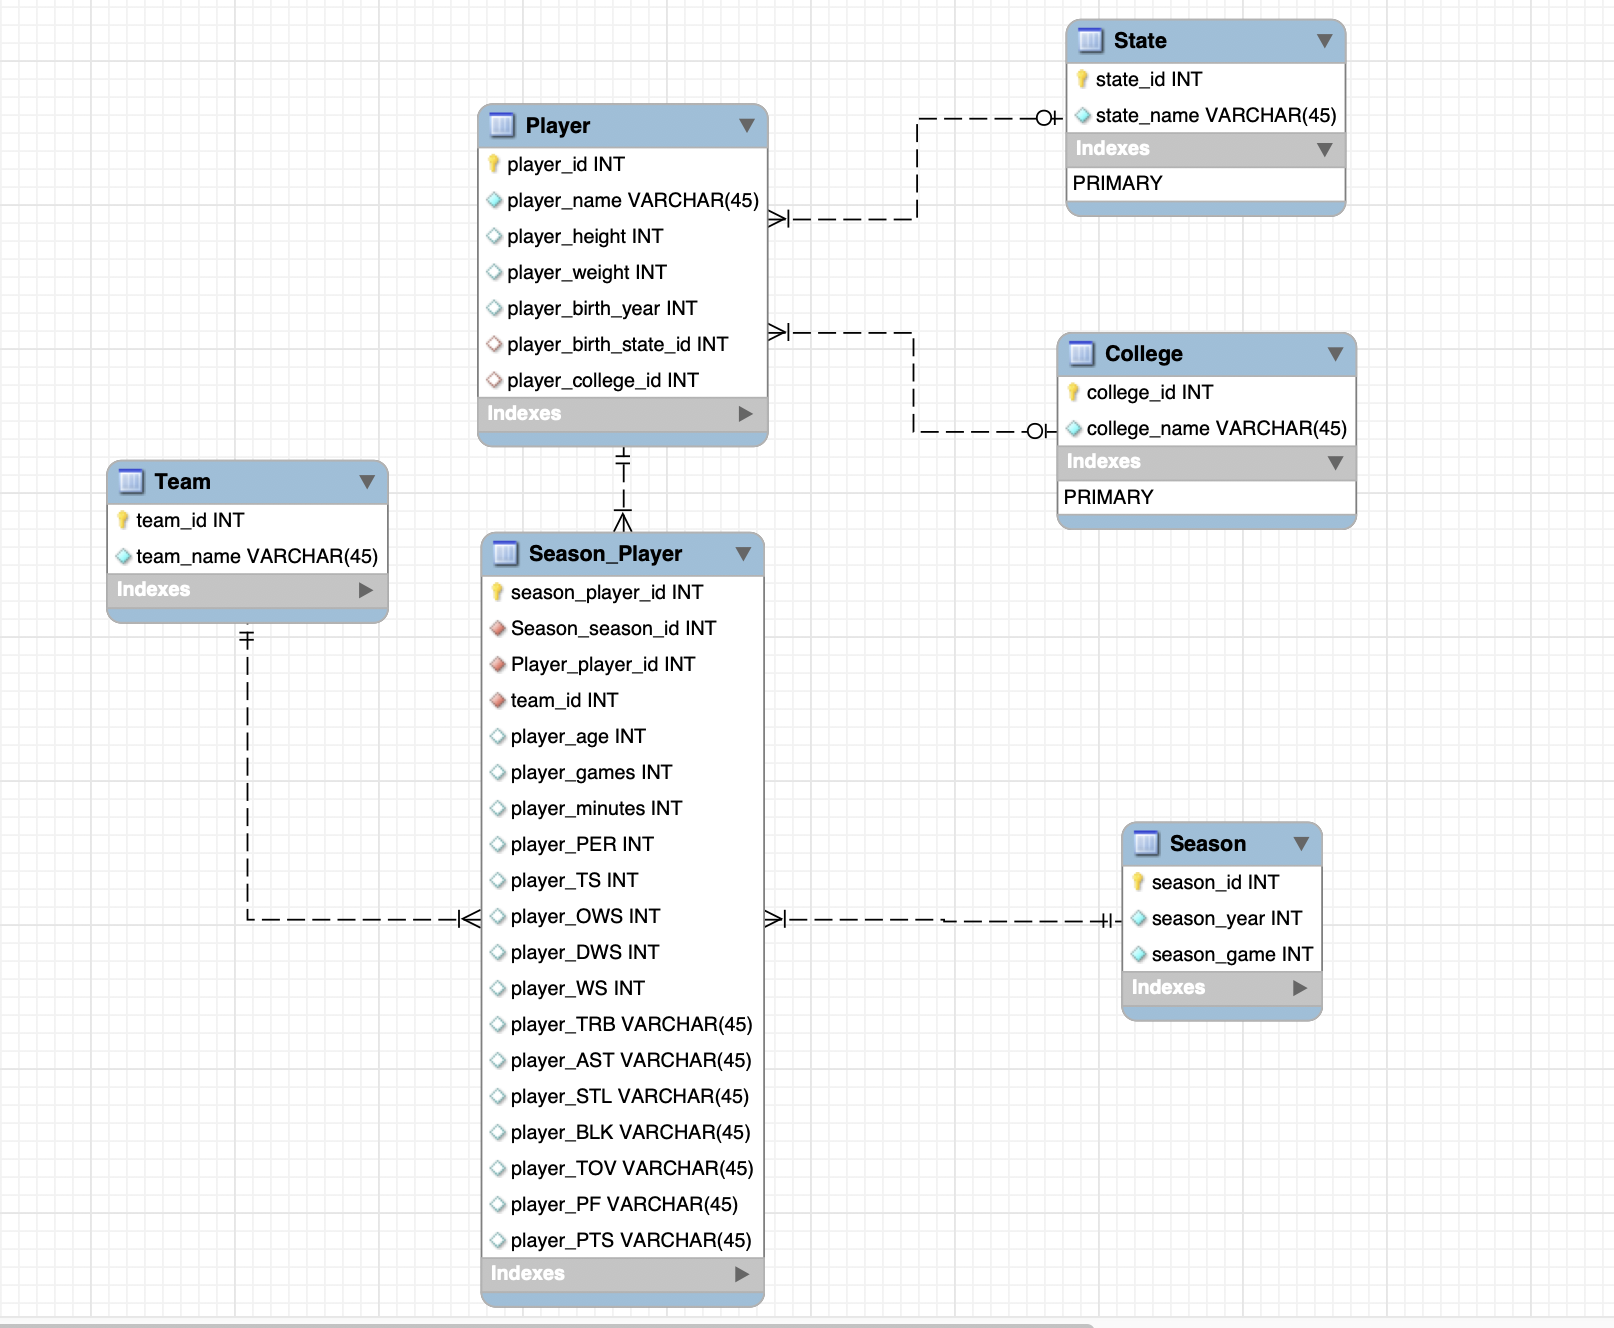 State
state_id INT
state_name VARCHAR(45)
Indexes
PRIMARY
Player
player_id INT
player_name VARCHAR(45)
player_height INT
player_weight INT
player_birth_year INT
player_birth_state_id INT
player_college_id INT
Indexes
College
college_id INT
college_name VARCHAR(45)
Indexes
PRIMARY
Team
team_id INT
team_name VARCHAR(45)
Indexes
Season_Player
season_player_id INT
Season_season_id INT
Player_player_id INT
team_id INT
player_age INT
player_games INT
player_minutes INT
player_PER INT
player_TS INT
player_OWS INT
player_DWS INT
player_WS INT
player_TRB VARCHAR(45)
player_AST VARCHAR(45)
player_STL VARCHAR(45)
player_BLK VARCHAR(45)
player_TOV VARCHAR(45)
player_PF VARCHAR(45)
player_PTS VARCHAR(45)
Indexes
Season
season_id INT
season_year INT
season_game INT
Indexes